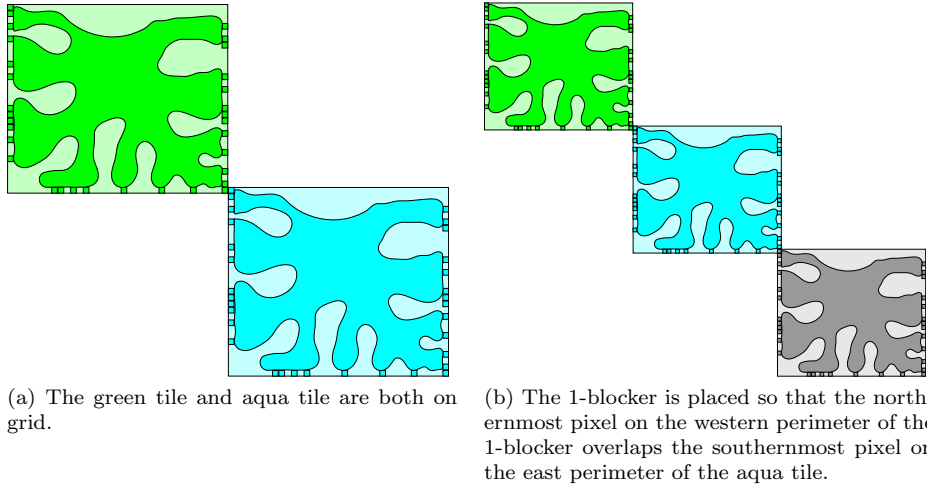 (a) The green tile and aqua tile are both on
grid.
(b) The 1-blocker is placed so that the north-
ernmost pixel on the western perimeter of the
1-blocker overlaps the southernmost pixel on
the east perimeter of the aqua tile.